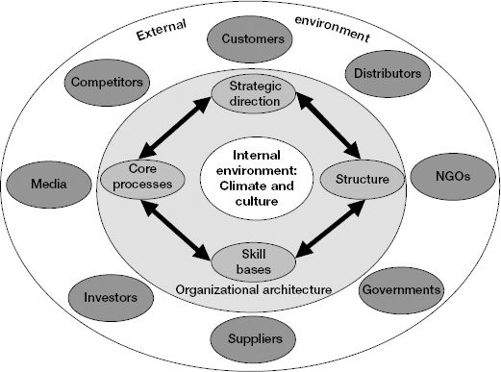 External
environment
Customers
Competitors
Distributors
Strategic
direction
Media
Core
processes
Internal
environment:
Climate and
culture
Structure
NGOs
Skill
bases
Organizational architecture
Investors
Governments
Suppliers